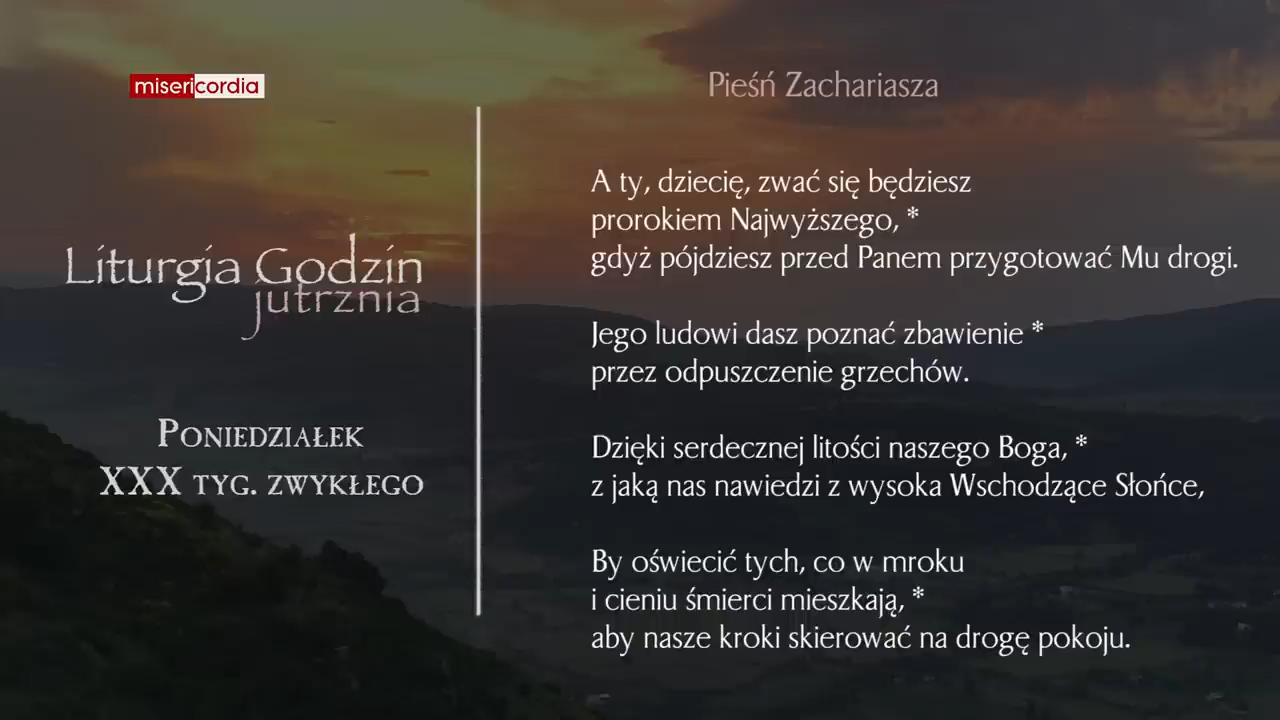 misericordia
Liturgia Godzin
jutrznia
Poniedziałek
XXX tyg. zwykłego
Pieśń Zachariasza
A ty, dziecię, zwać się będziesz
prorokiem Najwyższego, *
gdyż pójdziesz przed Panem przygotować Mu drogi.
Jego ludowi dasz poznać zbawienie *
przez odpuszczenie grzechów.
Dzięki serdecznej litości naszego Boga, *
z jaką nas nawiedzi z wysoka Wschodzące Słońce,
By oświecić tych, co w mroku
i cieniu śmierci mieszkają, *
aby nasze kroki skierować na drogę pokoju.